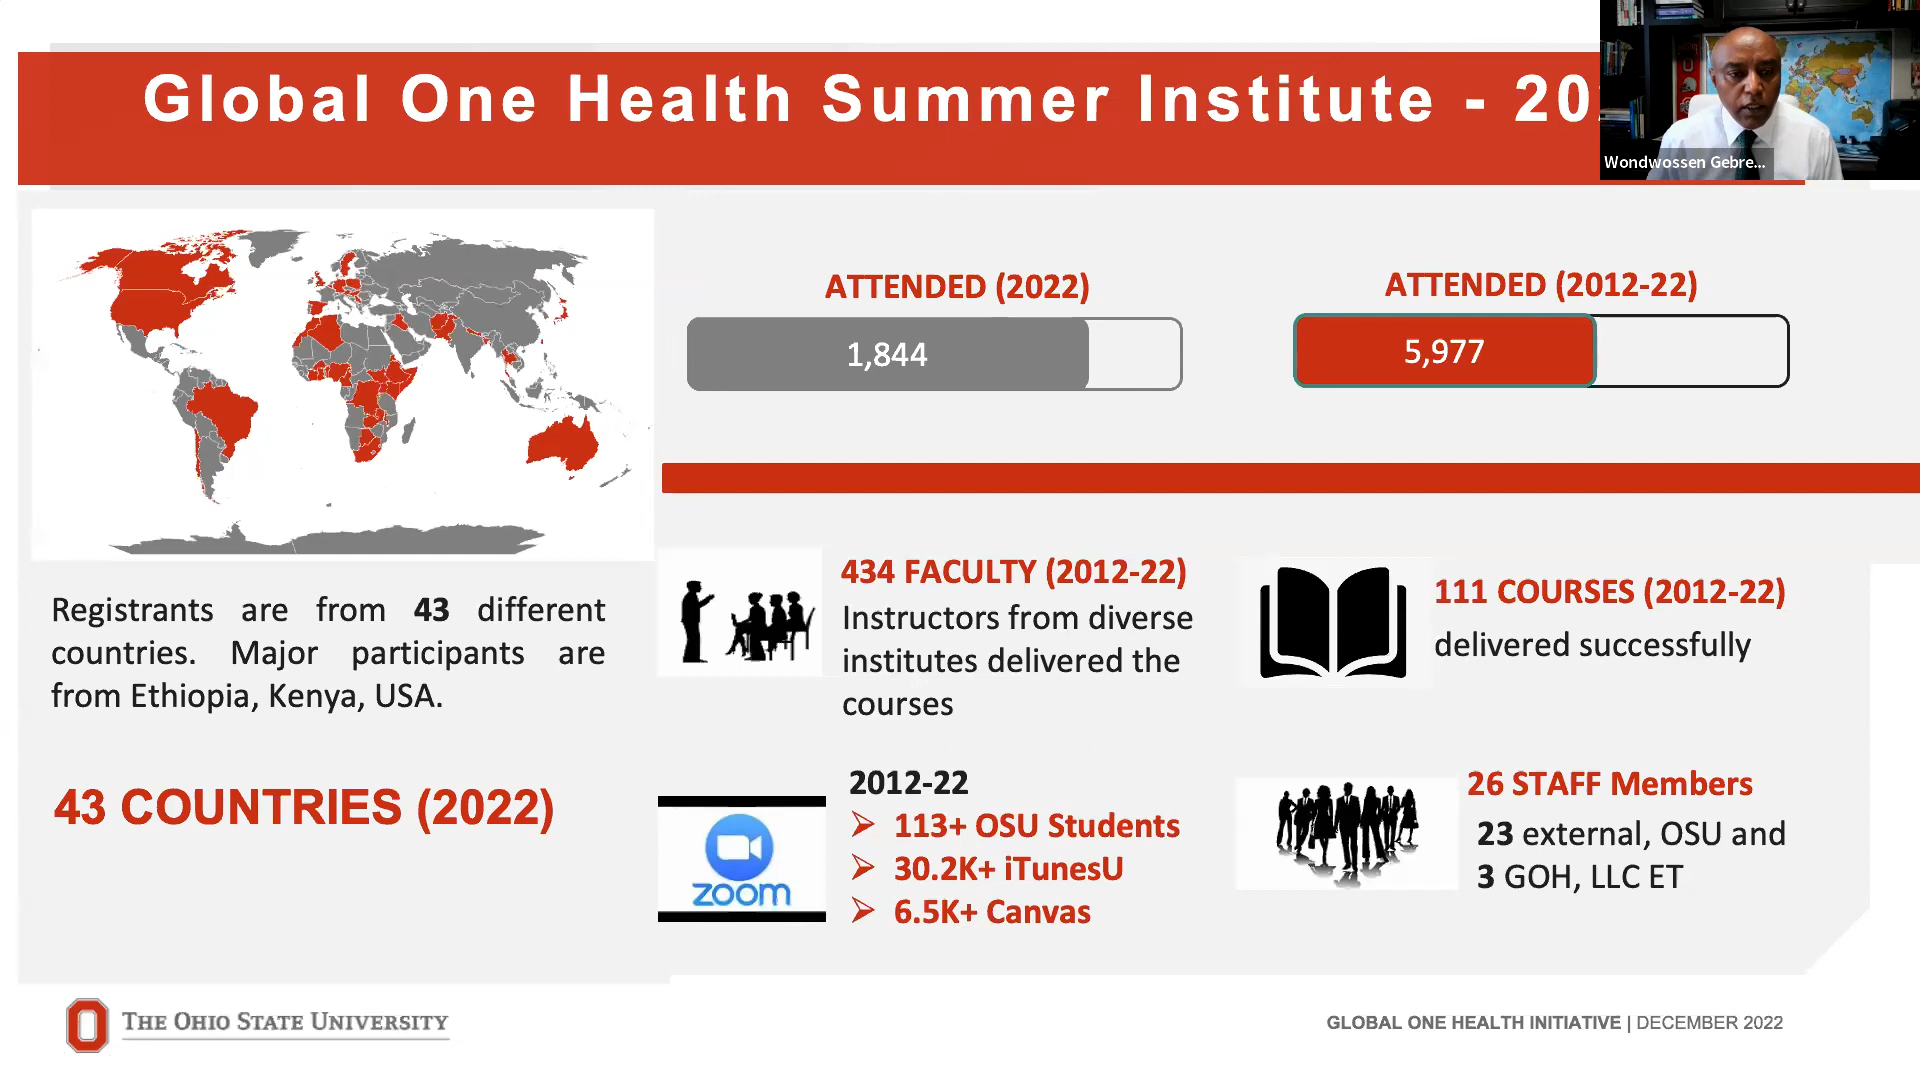 Global One Health Summer Institute - 20
Wondwossen Gebre...
ATTENDED (2022)
1,844
ATTENDED (2012-22)
5,977
Registrants are from 43 different
countries. Major participants are
from Ethiopia, Kenya, USA.
43 COUNTRIES (2022)
434 FACULTY (2012-22)
Instructors from diverse
institutes delivered the
courses
111 COURSES (2012-22)
delivered successfully
zoom
2012-22
113+ OSU Students
30.2K+ iTunesU
6.5K+ Canvas
26 STAFF Members
23 external, OSU and
3 GOH, LLC ET
THE OHIO STATE UNIVERSITY
GLOBAL ONE HEALTH INITIATIVE | DECEMBER 2022